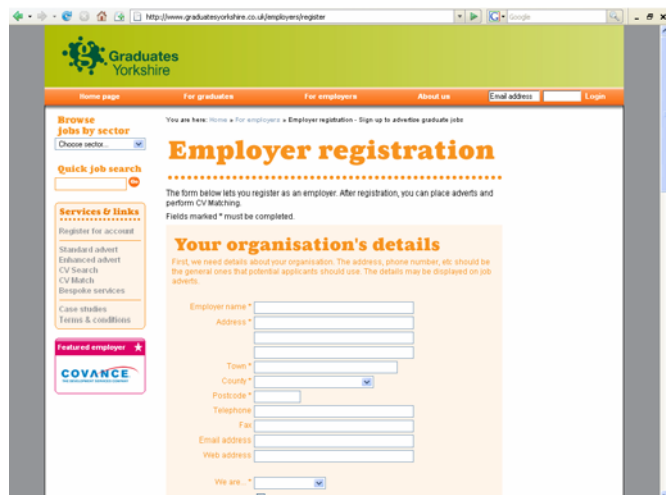 http://www.graduatesyorkshire.co.uk/employers/register
Google
Graduates
Yorkshire
Home page
For graduates
For employers
About us
Email address
Login
Browse
jobs by sector
Choose sector...
Quick job search
Go
Services & links
Register for account
Standard advert
Enhanced advert
CV Search
CV Match
Bespoke services
Case studies
Terms & conditions
Featured employer
COVANCE
THE DEVELOPMENT SERVICES COMPANY
You are here: Home » For employers » Employer registration - Sign up to advertise graduate jobs
Employer registration
The form below lets you register as an employer. After registration, you can place adverts and
perform CV Matching.
Fields marked * must be completed.
Your organisation's details
First, we need details about your organisation. The address, phone number, etc should be
the general ones that potential applicants should use. The details may be displayed on job
adverts.
Employer name *
Address *
Town *
County *
Postcode *
Telephone
Fax
Email address
Web address
We are... *